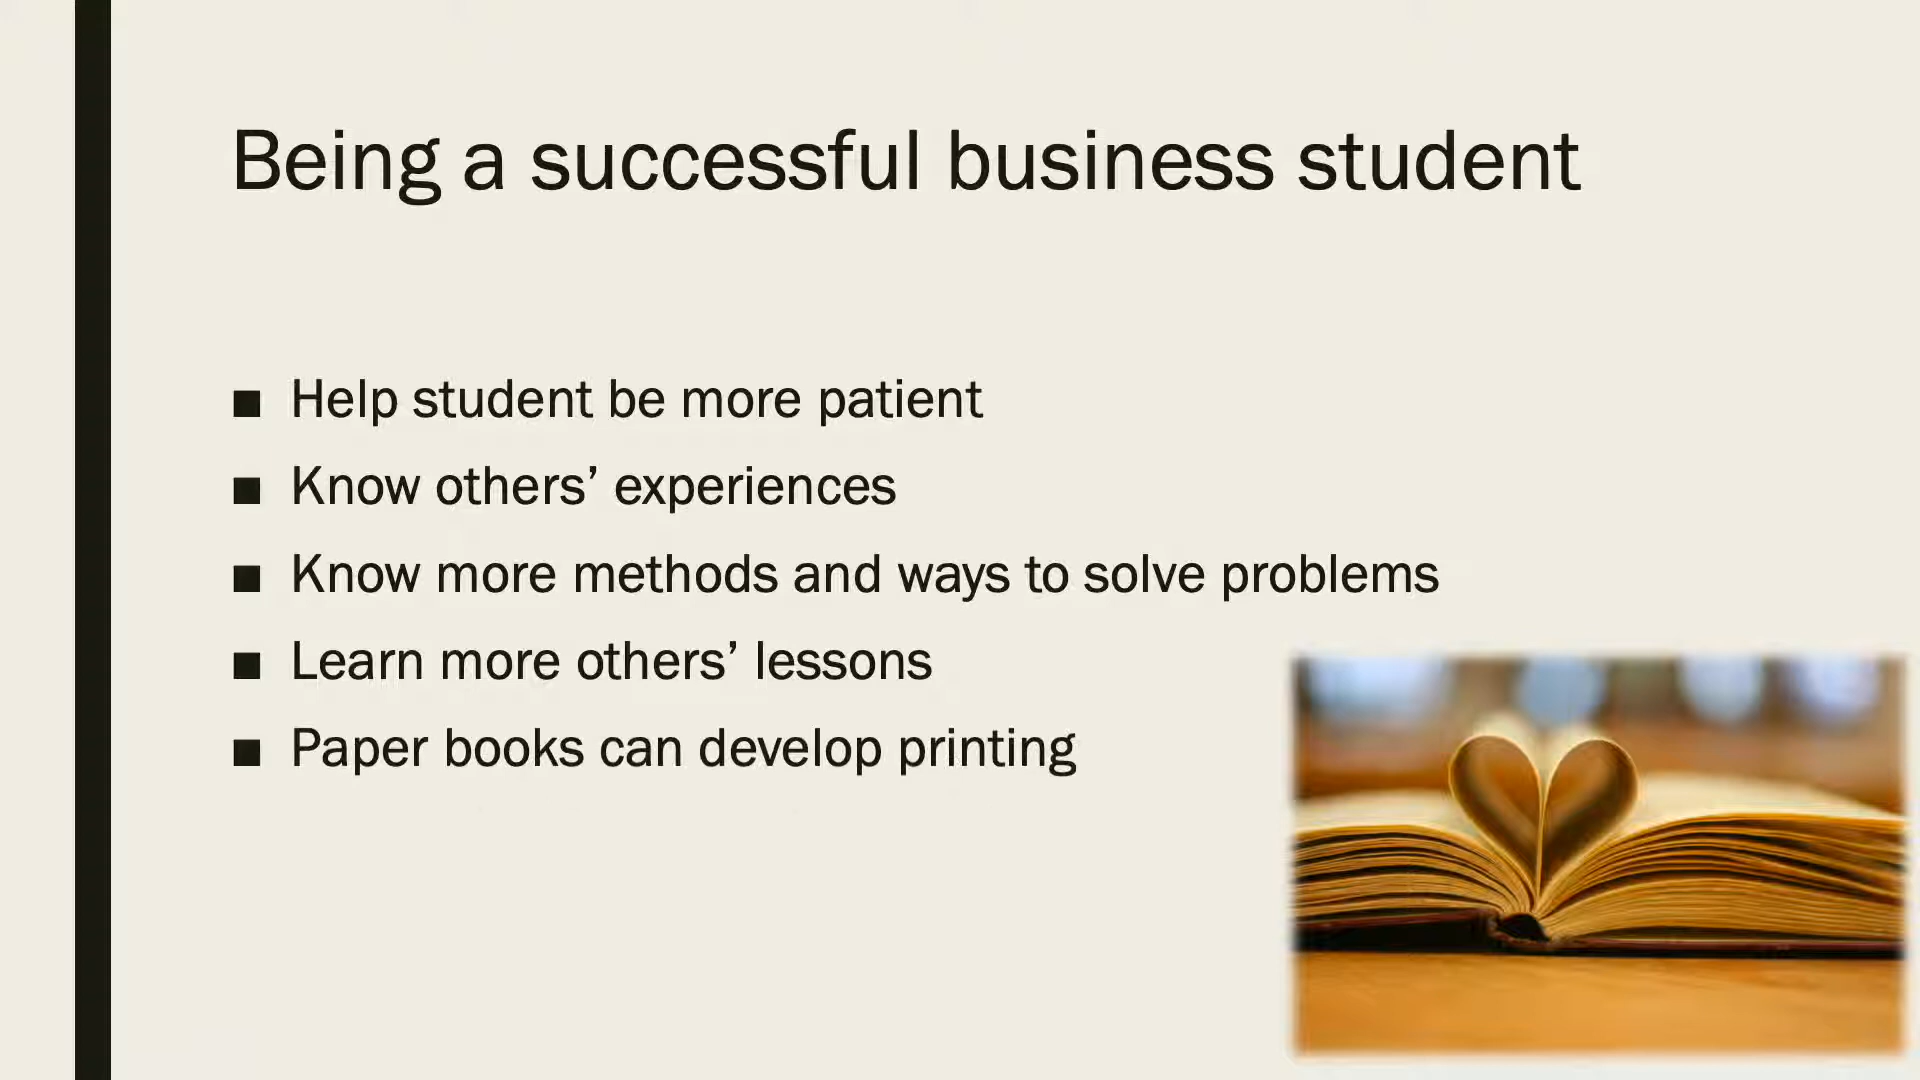 Being a successful business student
■ Help student be more patient
■ Know others’ experiences
■ Know more methods and ways to solve problems
■ Learn more others’ lessons
■ Paper books can develop printing